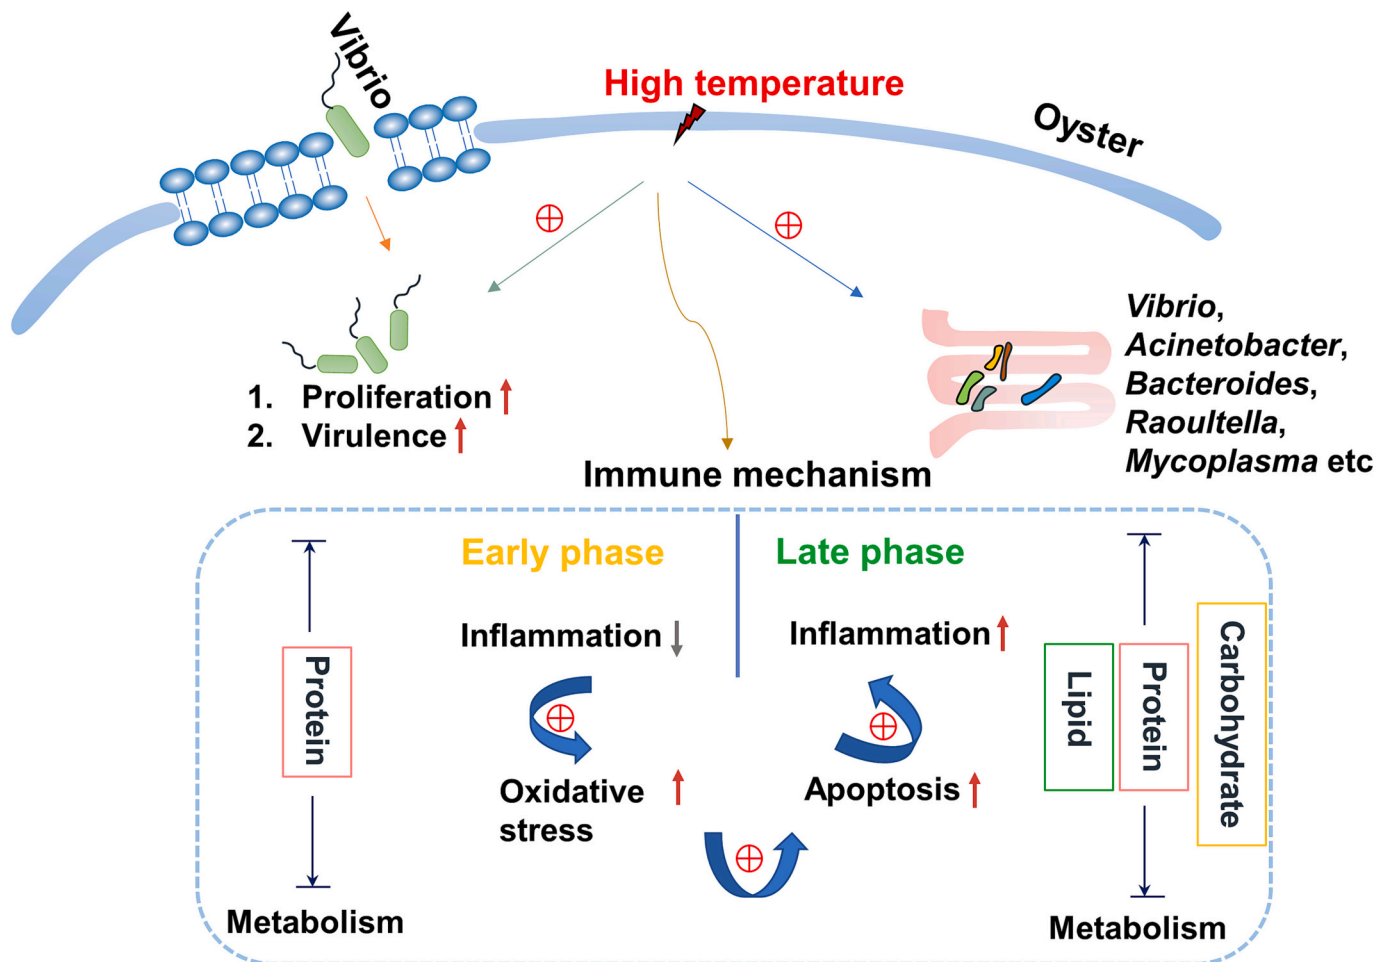 Vibrio
High temperature
Oyster
1. Proliferation
2. Virulence
Vibrio,
Acinetobacter,
Bacteroides,
Raoultella,
Mycoplasma etc
Immune mechanism
Early phase
Late phase
Inflammation
Inflammation
Protein
Lipid
Protein
Carbohydrate
Oxidative
stress
Apoptosis
Metabolism
Metabolism